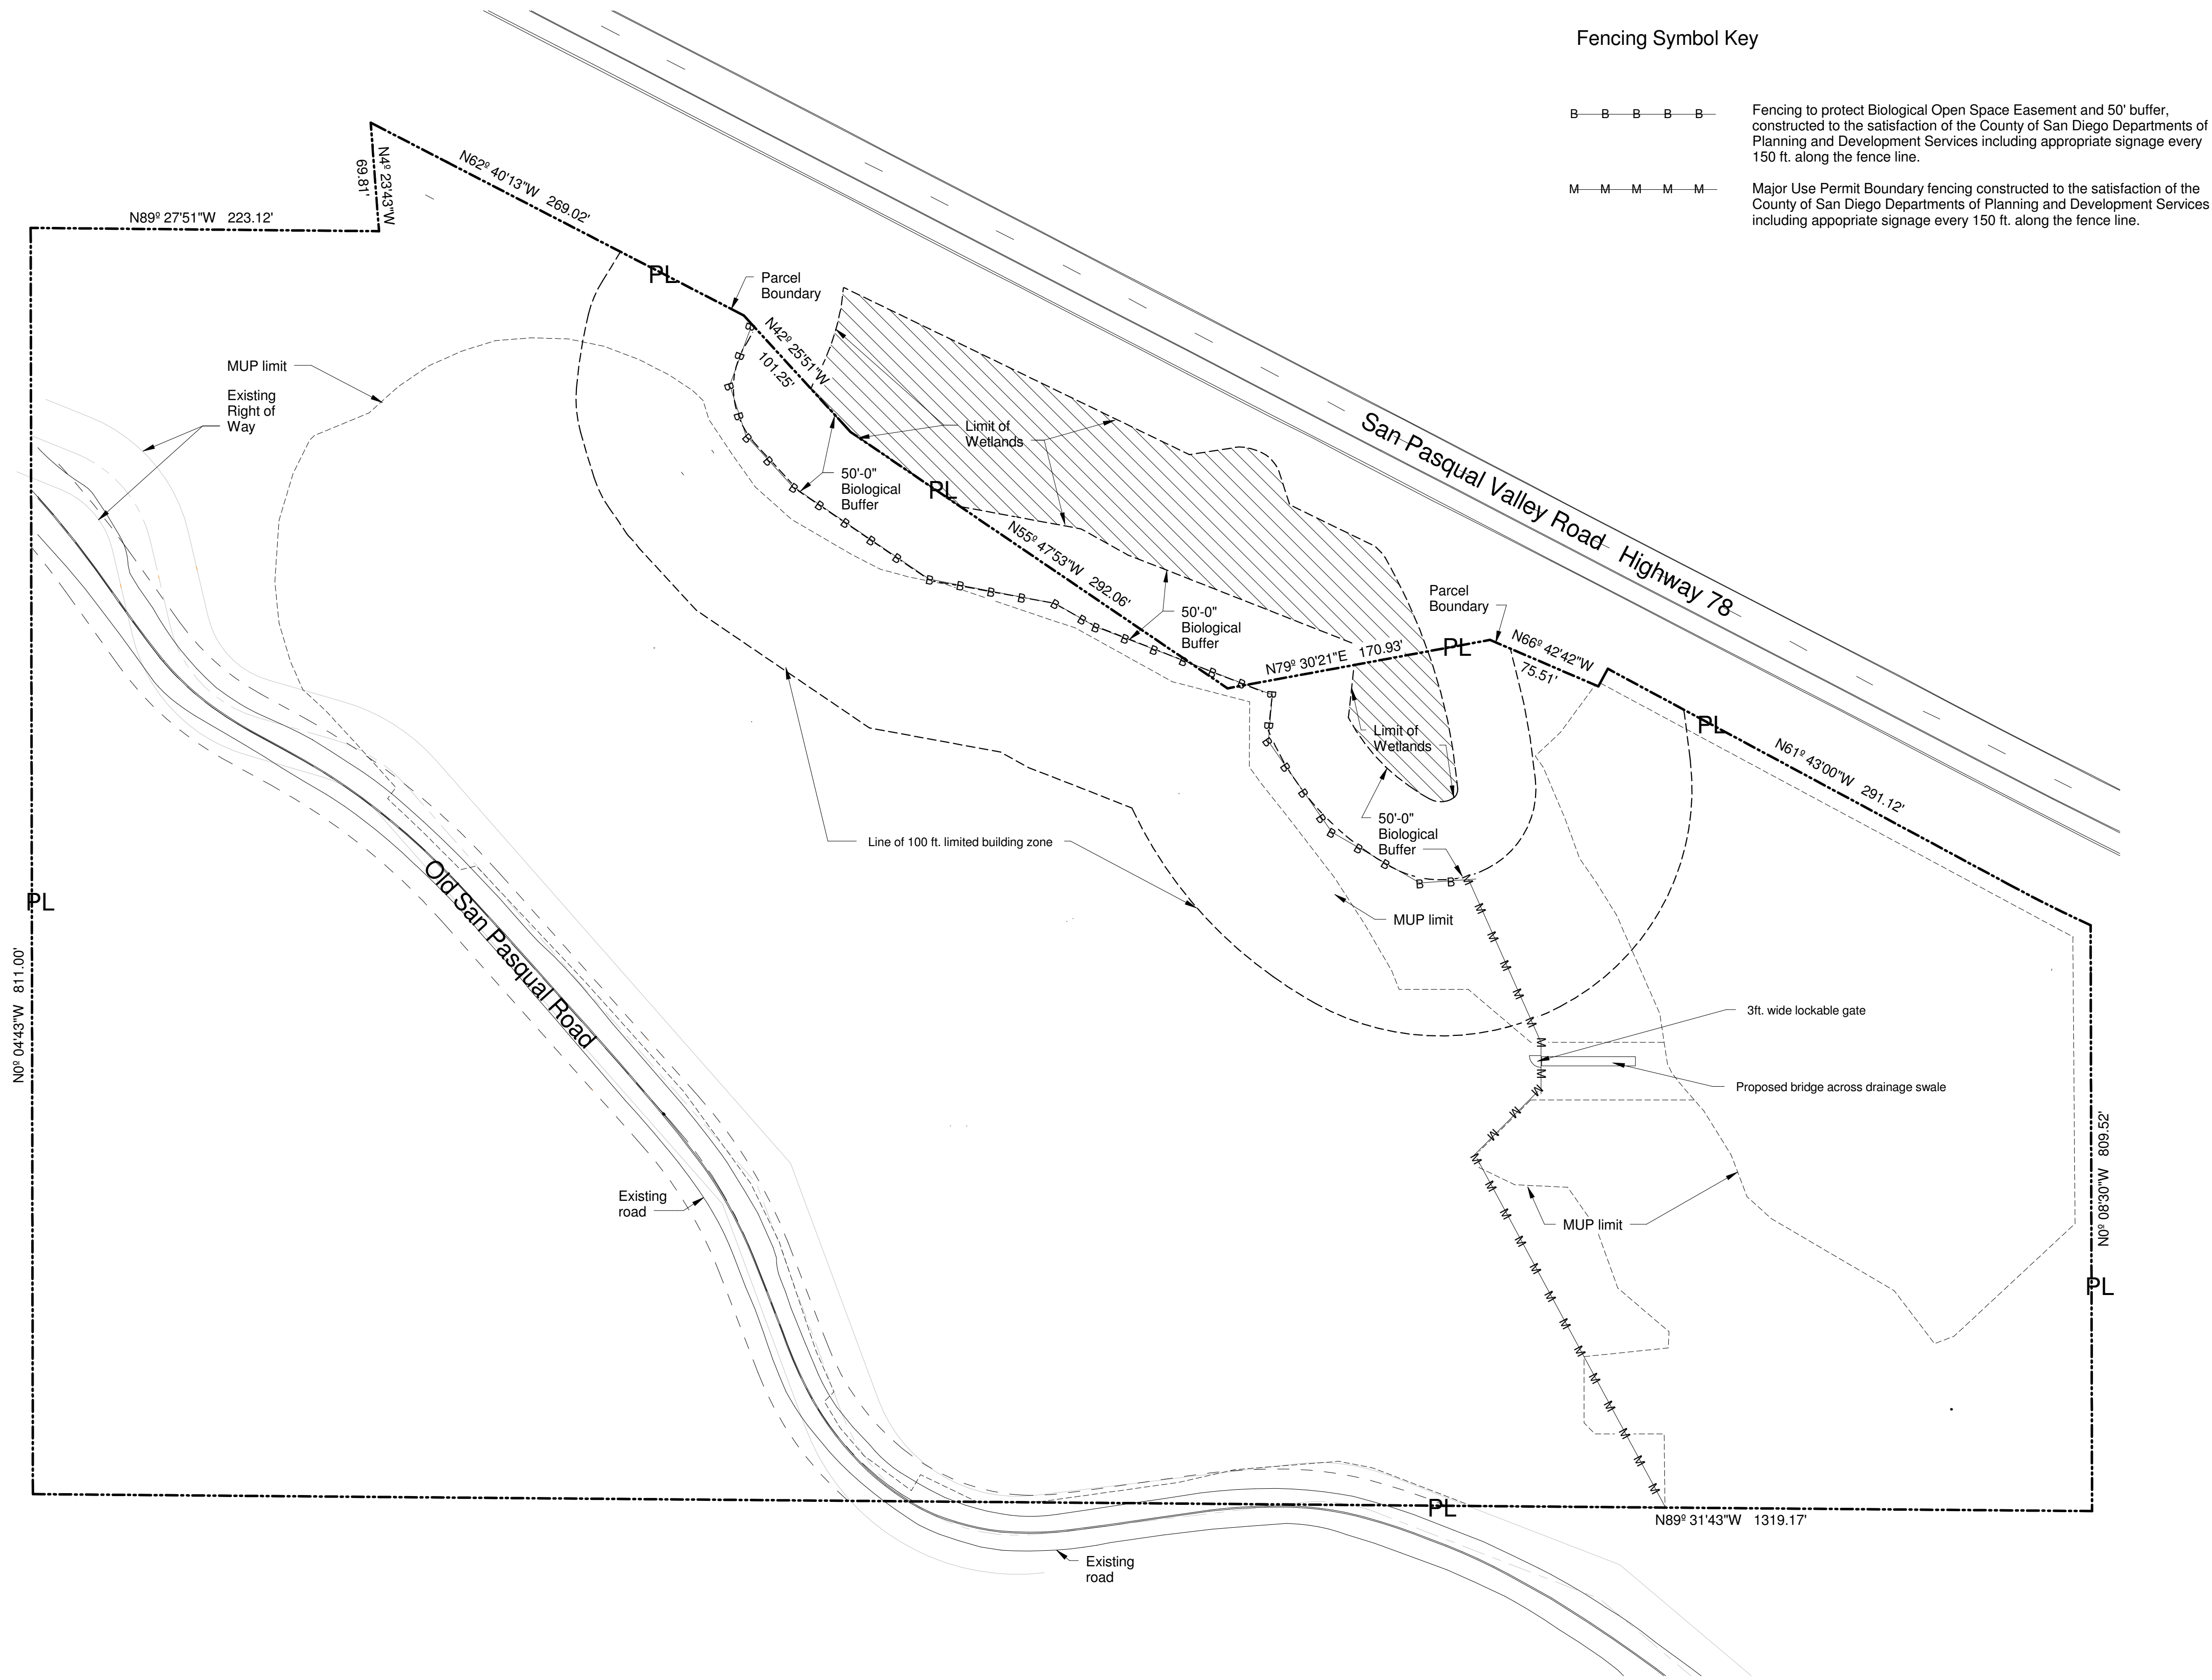 Fencing Symbol Key
B B B B B
Fencing to protect Biological Open Space Easement and 50' buffer,
constructed to the satisfaction of the County of San Diego Departments of
Planning and Development Services including appropriate signage every
150 ft. along the fence line.
M M M M M
Major Use Permit Boundary fencing constructed to the satisfaction of the
County of San Diego Departments of Planning and Development Services
including appopriate signage every 150 ft. along the fence line.
N89º 27'51"W 223.12'
N4º 23'43"W
69.81'
N62º 40'13"W 269.02'
PL
Parcel
Boundary
N42º 25'51"W
101.25'
MUP limit
Existing
Right of
Way
Limit of
Wetlands
50'-0"
Biological
Buffer
PL
N55º 47'53"W 292.06'
50'-0"
Biological
Buffer
San Pasqual Valley Road Highway 78
Parcel
Boundary
N79º 30'21"E 170.93'
PL
N66º 42'42"W
75.51'
PL
N61º 43'00"W 291.12'
Limit of
Wetlands
50'-0"
Biological
Buffer
Line of 100 ft. limited building zone
MUP limit
PL
N0º 04'43"W 811.00'
Old San Pasqual Road
3ft. wide lockable gate
Proposed bridge across drainage swale
N0º 08'30"W 809.52'
PL
Existing
road
MUP limit
PL
N89º 31'43"W 1319.17'
Existing
road